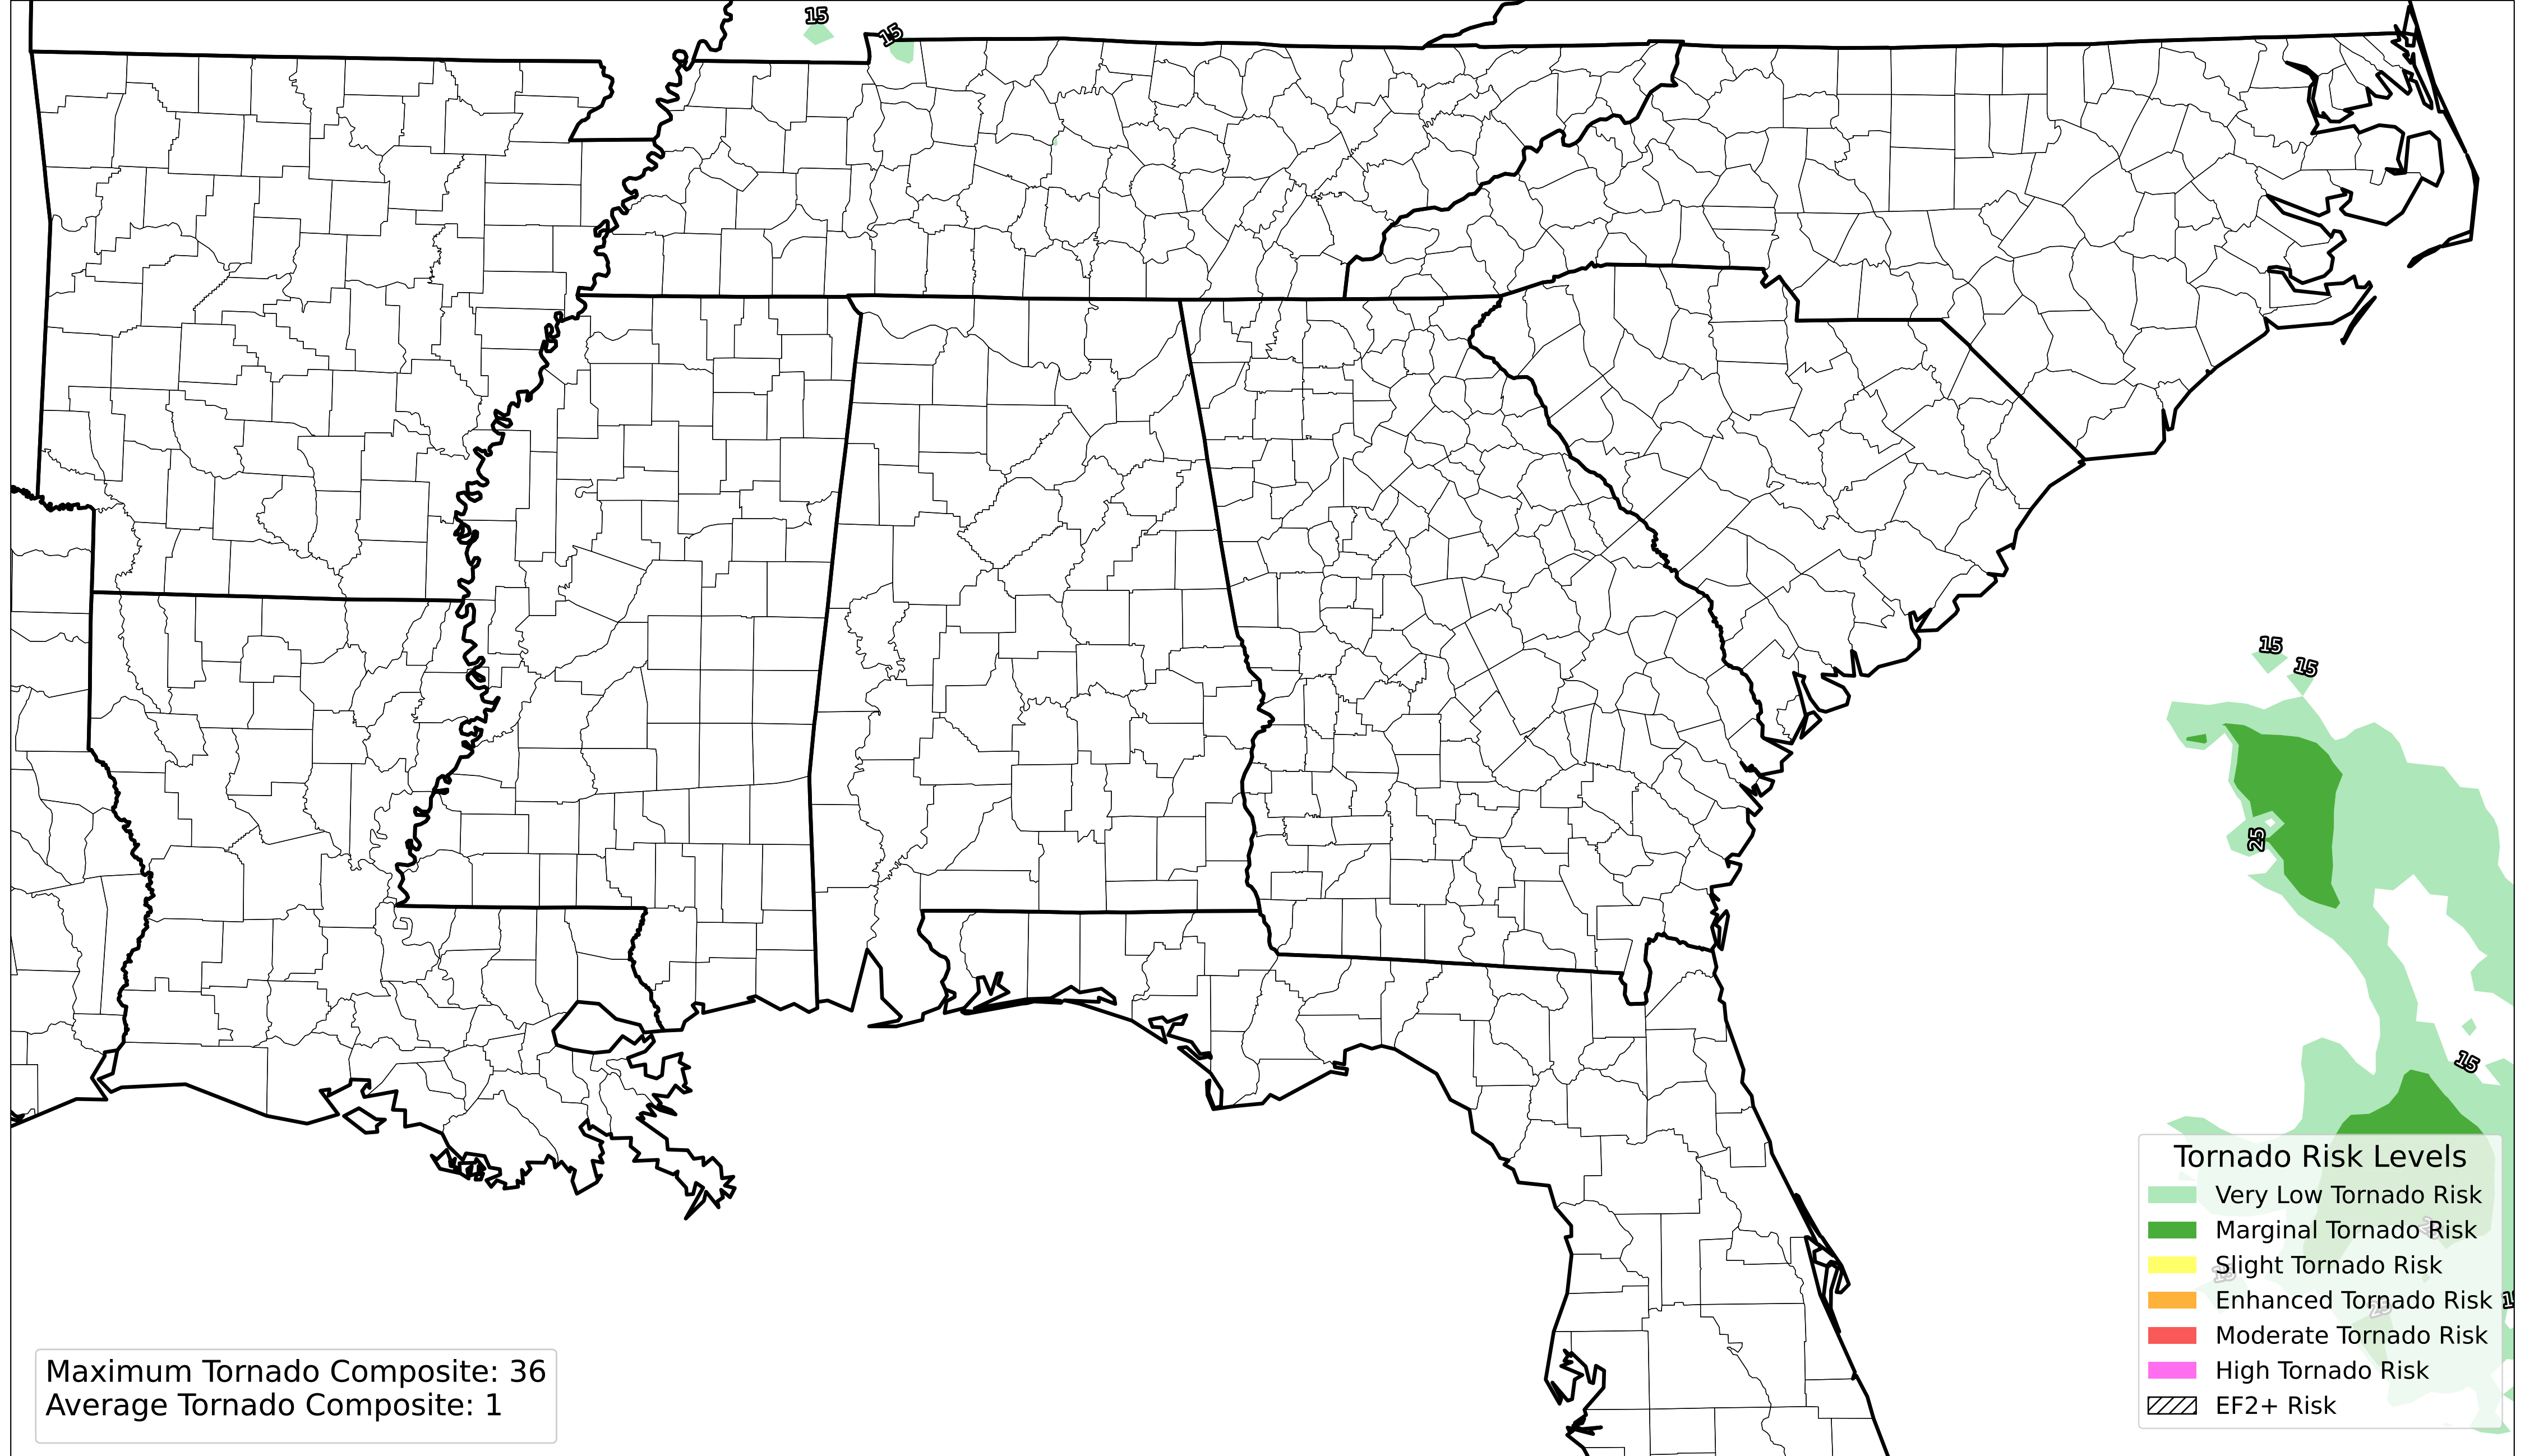 15
15
15
15
25
15
Tornado Risk Levels
Very Low Tornado Risk
Marginal Tornado Risk
Slight Tornado Risk
Enhanced Tornado Risk
Moderate Tornado Risk
High Tornado Risk
EF2+ Risk
Maximum Tornado Composite: 36
Average Tornado Composite: 1